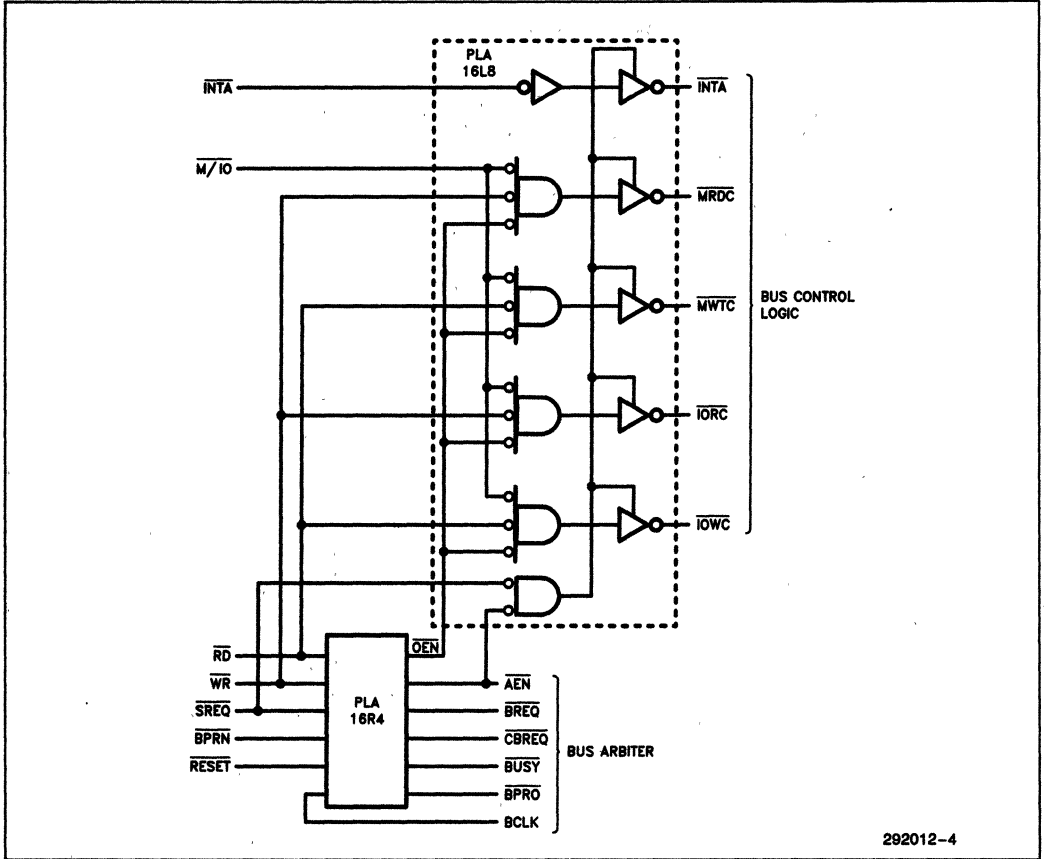 PLA
16L8
INTA
INTA
M/IO
MRDC
MWTC
BUS CONTROL
LOGIC
IORC
IOWC
OEN
RD
WR
SREQ
BPRN
RESET
PLA
16R4
AEN
BREQ
CBREQ
BUSY
BPRO
BCLK
BUS ARBITER
292012-4